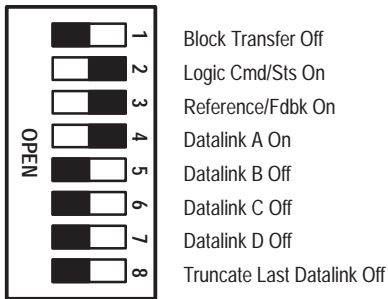 OPEN
1 Block Transfer Off
2 Logic Cmd/Sts On
3 Reference/Fdbk On
4 Datalink A On
5 Datalink B Off
6 Datalink C Off
7 Datalink D Off
8 Truncate Last Datalink Off